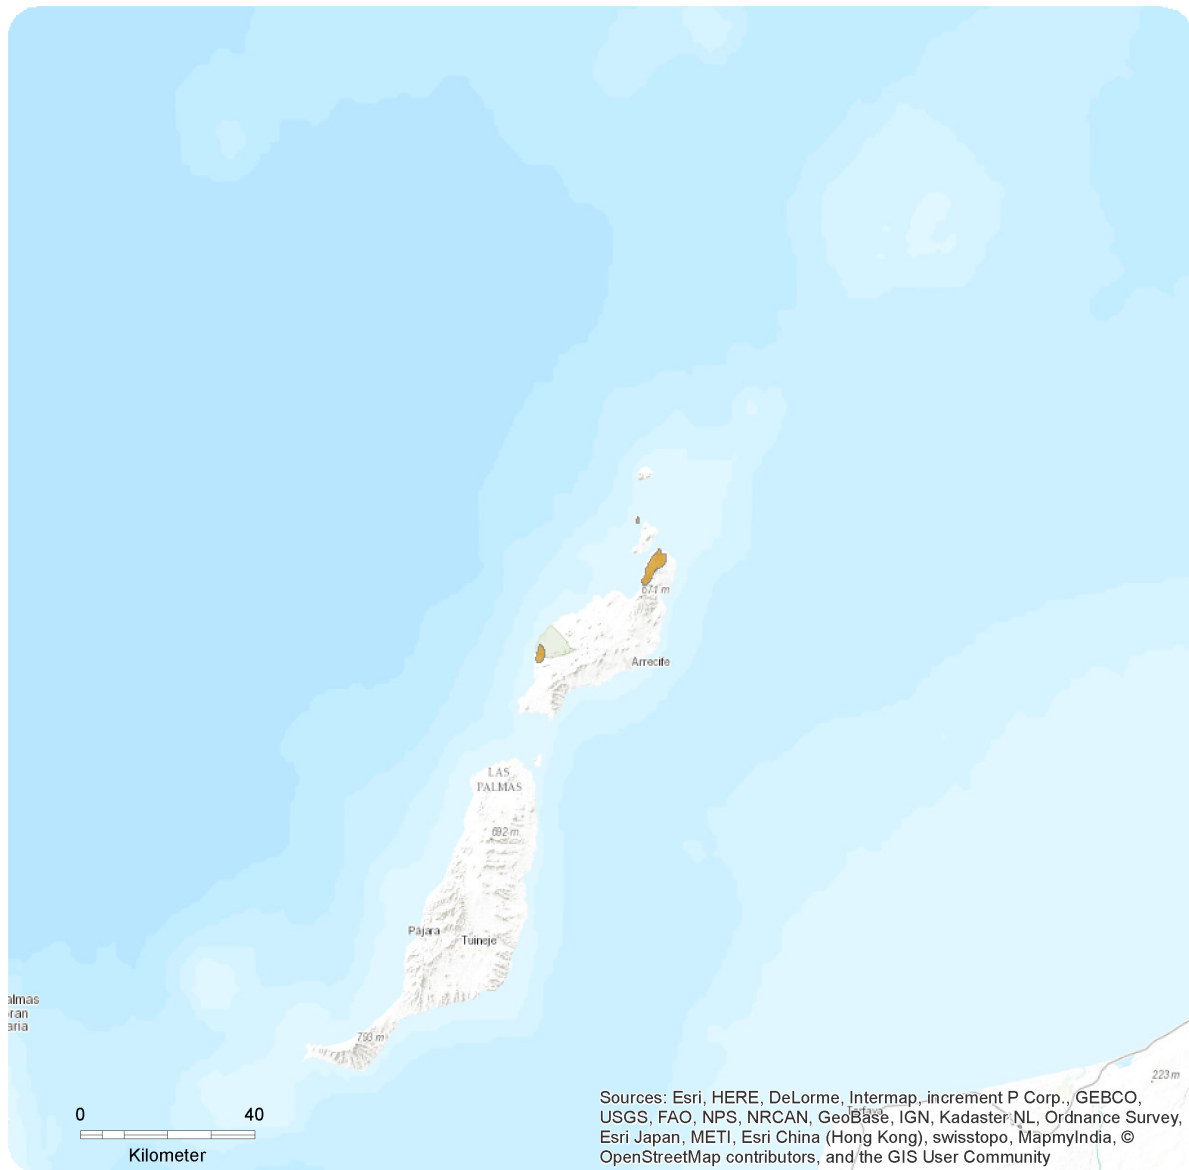 671 m
Arrecife
LAS
PALMAS
692 m
Pájara
Tuineje
almas
oran
aria
793 m
223 m
0 40
Kilometer
Tarfaya
Sources: Esri, HERE, DeLorme, Intermap, increment P Corp., GEBCO,
USGS, FAO, NPS, NRCAN, GeoBase, IGN, Kadaster NL, Ordnance Survey,
Esri Japan, METI, Esri China (Hong Kong), swisstopo, MapmyIndia, ©
OpenStreetMap contributors, and the GIS User Community